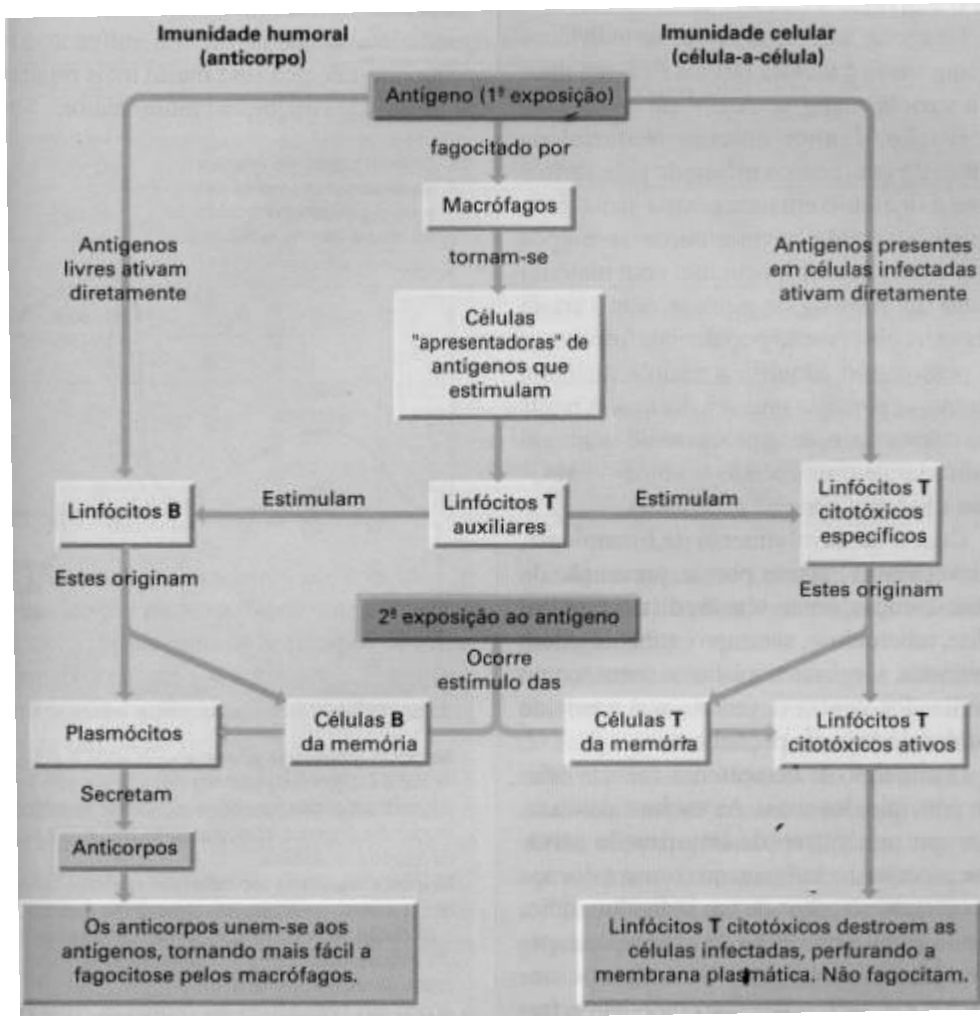 Imunidade humoral
(anticorpo)
Imunidade celular
(célula-a-célula)
Antígeno (1ª exposição)
fagocitado por
Macrófagos
tornam-se
Antígenos
livres ativam
diretamente
Antígenos presentes
em células infectadas
ativam diretamente
Células
"apresentadoras" de
antígenos que
estimulam
Linfócitos B
Estimulam
Linfócitos T
auxiliares
Estimulam
Linfócitos T
citotóxicos
específicos
Estes originam
Estes originam
2ª exposição ao antígeno
Ocorre
estímulo das
Plasmócitos
Células B
da memória
Células T
da memória
Linfócitos T
citotóxicos ativos
Secretam
Anticorpos
Os anticorpos unem-se aos
antígenos, tornando mais fácil a
fagocitose pelos macrófagos.
Linfócitos T citotóxicos destroem as
células infectadas, perfurando a
membrana plasmática. Não fagocitam.